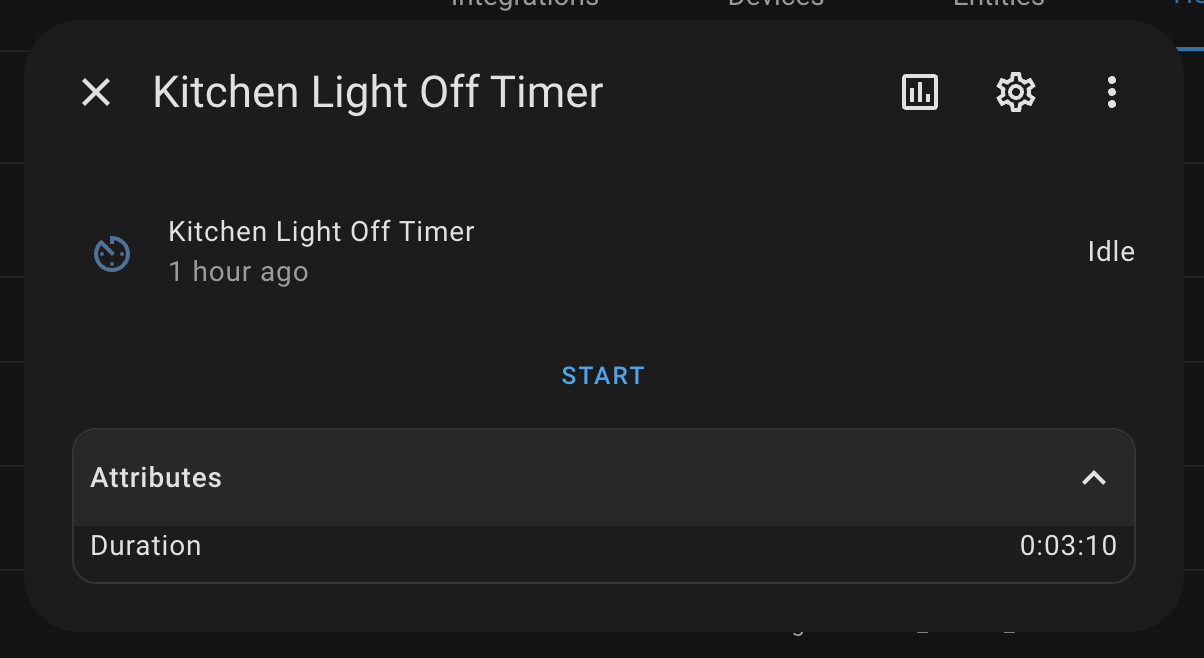 Integrations Devices Entities
Kitchen Light Off Timer
Kitchen Light Off Timer
1 hour ago
Idle
START
Attributes
Duration 0:03:10